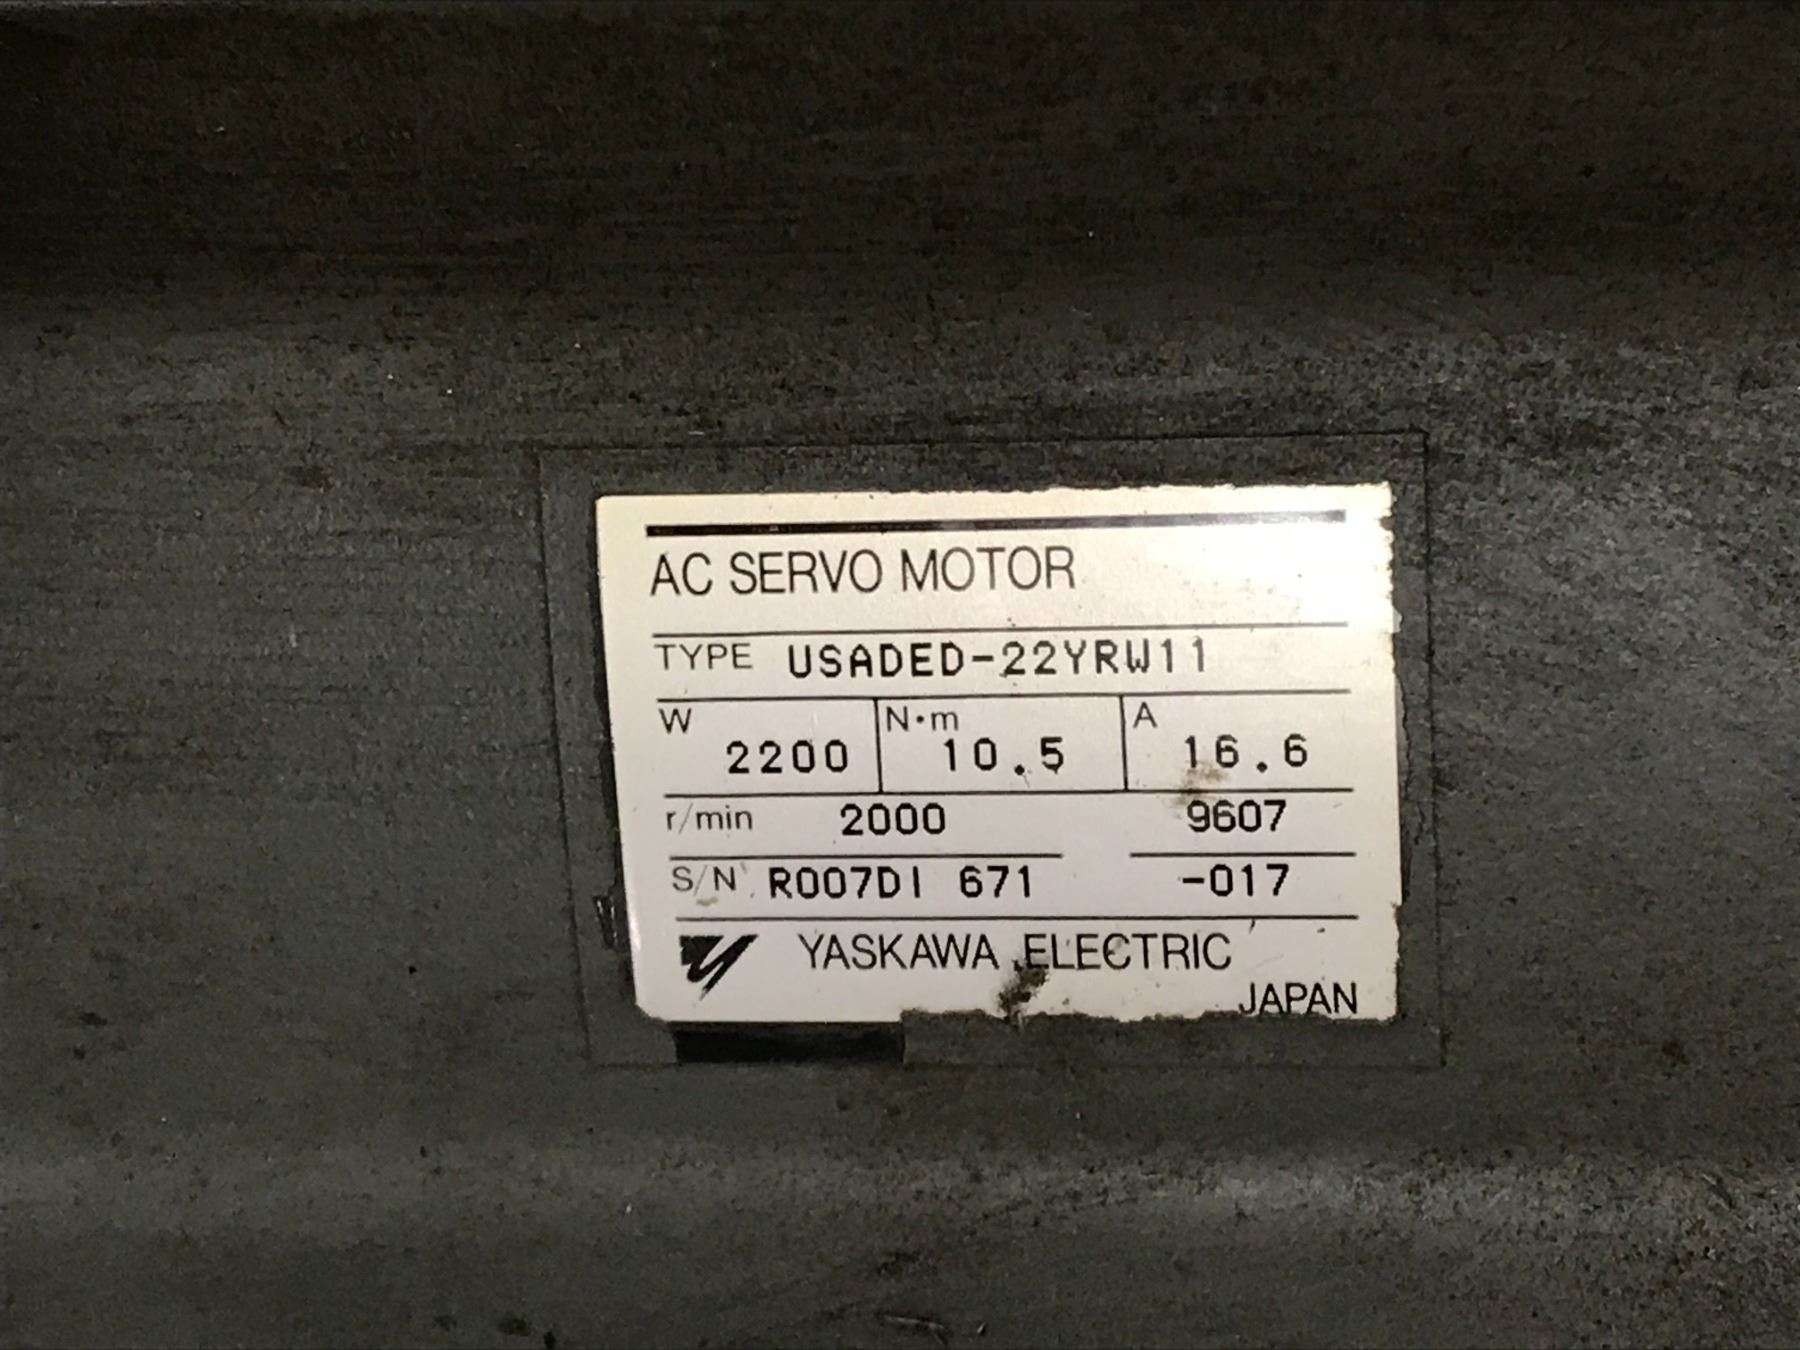 AC SERVO MOTOR
TYPE USADED-22YRW11
W 2200 N·m 10.5 A 16.6
r/min 2000 9607
S/N R007D1 671 -017
YASKAWA ELECTRIC
JAPAN